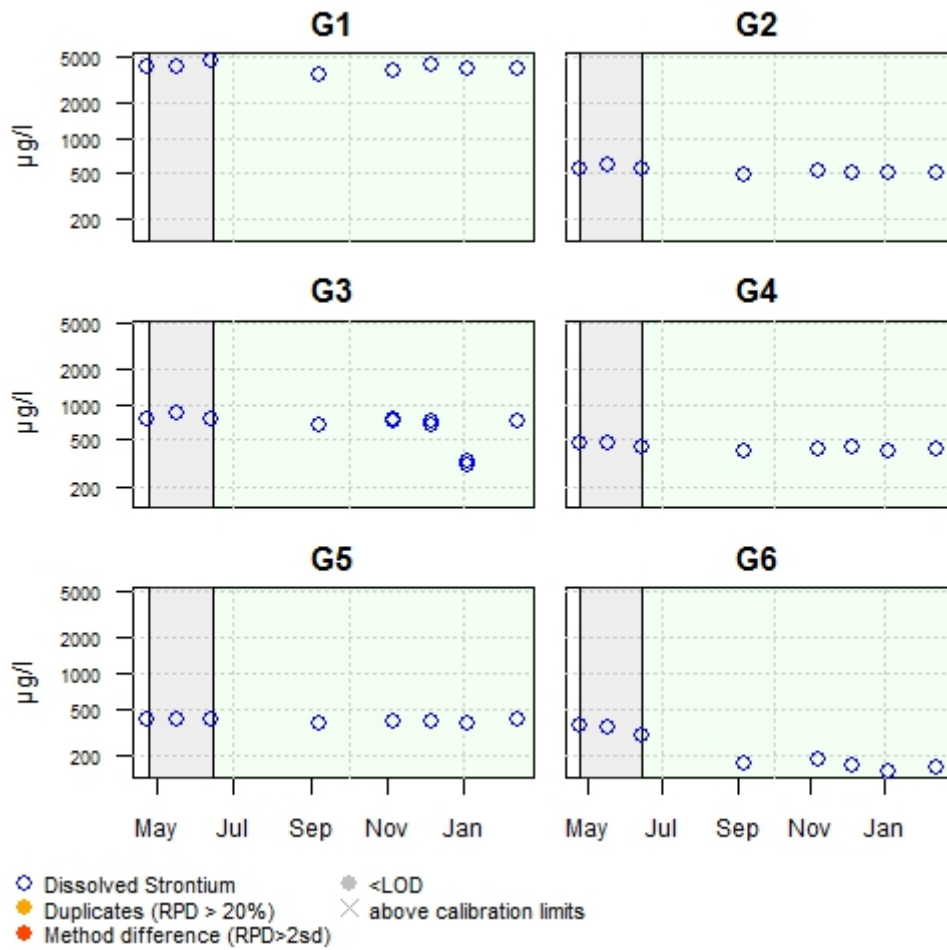 G1
G2
5000
2000
1000
500
200
µg/l
G3
G4
5000
2000
1000
500
200
µg/l
G5
G6
5000
2000
1000
500
200
µg/l
May Jul Sep Nov Jan
May Jul Sep Nov Jan
Dissolved Strontium
Duplicates (RPD > 20%)
Method difference (RPD>2sd)
<LOD
above calibration limits